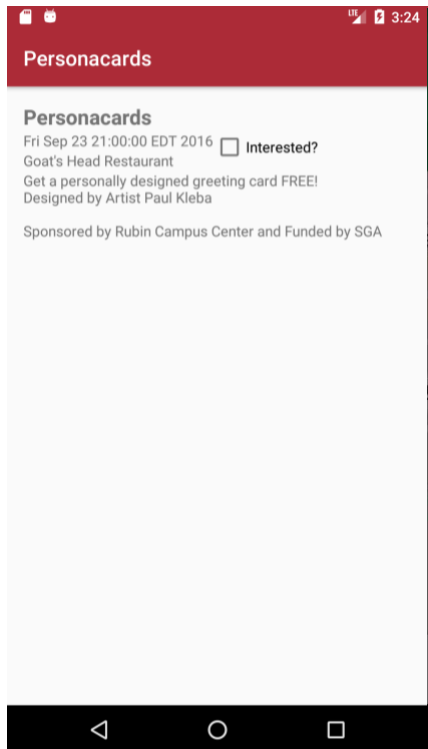 LTE 3:24
Personacards
Personacards
Fri Sep 23 21:00:00 EDT 2016 Interested?
Goat's Head Restaurant
Get a personally designed greeting card FREE!
Designed by Artist Paul Kleba
Sponsored by Rubin Campus Center and Funded by SGA